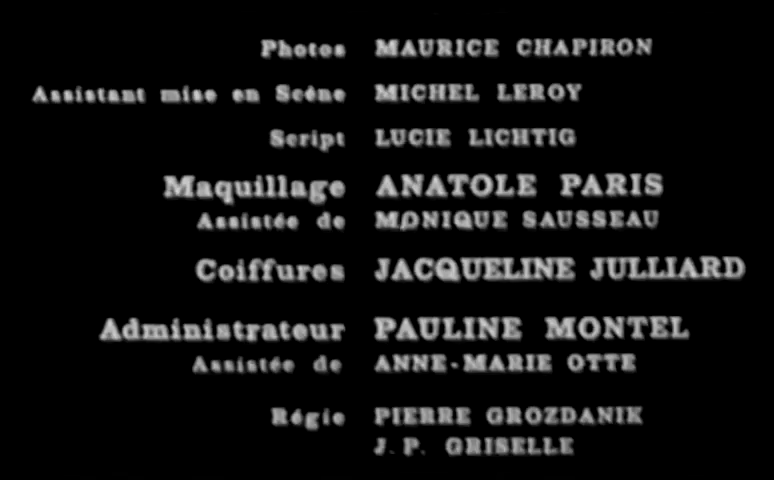 Photos MAURICE CHAPIRON
Assistant mise en Scène MICHEL LEROY
Script LUCIE LICHTIG
Maquillage ANATOLE PARIS
Assistée de MONIQUE SAUSSEAU
Coiffures JACQUELINE JULLIARD
Administrateur PAULINE MONTEL
Assistée de ANNE-MARIE OTTE
Régie PIERRE GROZDANIK
J. P. GRISELLE